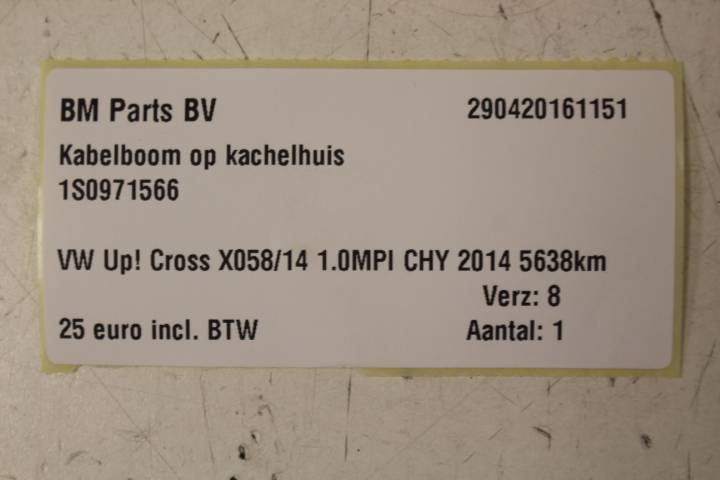 BM Parts BV 290420161151
Kabelboom op kachelhuis
1S0971566
VW Up! Cross X058/14 1.0MPI CHY 2014 5638km
Verz: 8
25 euro incl. BTW Aantal: 1